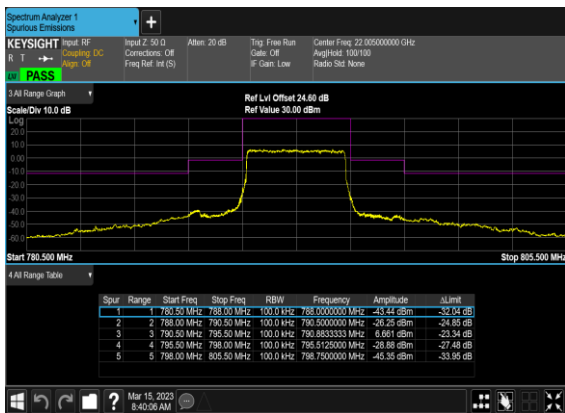 Spectrum Analyzer 1
Spurious Emissions
+
KEYSIGHT Input: RF Input Z: 50 Ω Atten: 20 dB Trig: Free Run Center Freq: 22.005000000 GHz
R T Coupling: DC Corrections: Off Gate: Off Avg|Hold: 100/100
Align: Off Freq Ref: Int (S) IF Gain: Low Radio Std: None
PASS
3 All Range Graph
Ref Lvl Offset 24.60 dB
Scale/Div 10.0 dB Ref Value 30.00 dBm
Log
20.0
10.0
0.00
-10.0
-20.0
-30.0
-40.0
-50.0
-60.0
Start 780.500 MHz Stop 805.500 MHz
4 All Range Table
Spur Range Start Freq Stop Freq RBW Frequency Amplitude ΔLimit
1 1 780.50 MHz 788.00 MHz 100.0 kHz 788.0000000 MHz -43.44 dBm -32.04 dB
2 2 788.00 MHz 790.50 MHz 100.0 kHz 790.5000000 MHz -26.25 dBm -24.85 dB
3 3 790.50 MHz 795.50 MHz 100.0 kHz 790.8833333 MHz 6.661 dBm -23.34 dB
4 4 795.50 MHz 798.00 MHz 100.0 kHz 795.5125000 MHz -28.88 dBm -27.48 dB
5 5 798.00 MHz 805.50 MHz 100.0 kHz 798.7500000 MHz -45.35 dBm -33.95 dB
? Mar 15, 2023
8:40:06 AM